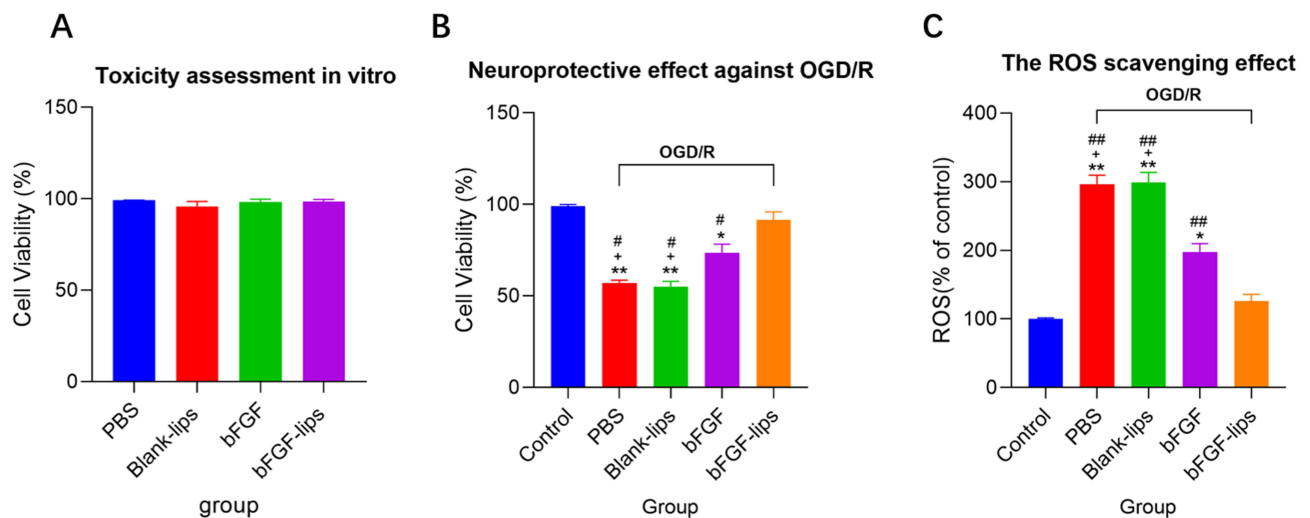 A
Toxicity assessment in vitro
Cell Viability (%)
150
100
50
0
PBS
Blank-lips
bFGF
bFGF-lips
group
B
Neuroprotective effect against OGD/R
Cell Viability (%)
150
100
50
0
OGD/R
#
+
**
#
+
**
#
*
Control
PBS
Blank-lips
bFGF
bFGF-lips
Group
C
The ROS scavenging effect
ROS(% of control)
400
300
200
100
0
OGD/R
##
+
**
##
+
**
##
*
Control
PBS
Blank-lips
bFGF
bFGF-lips
Group